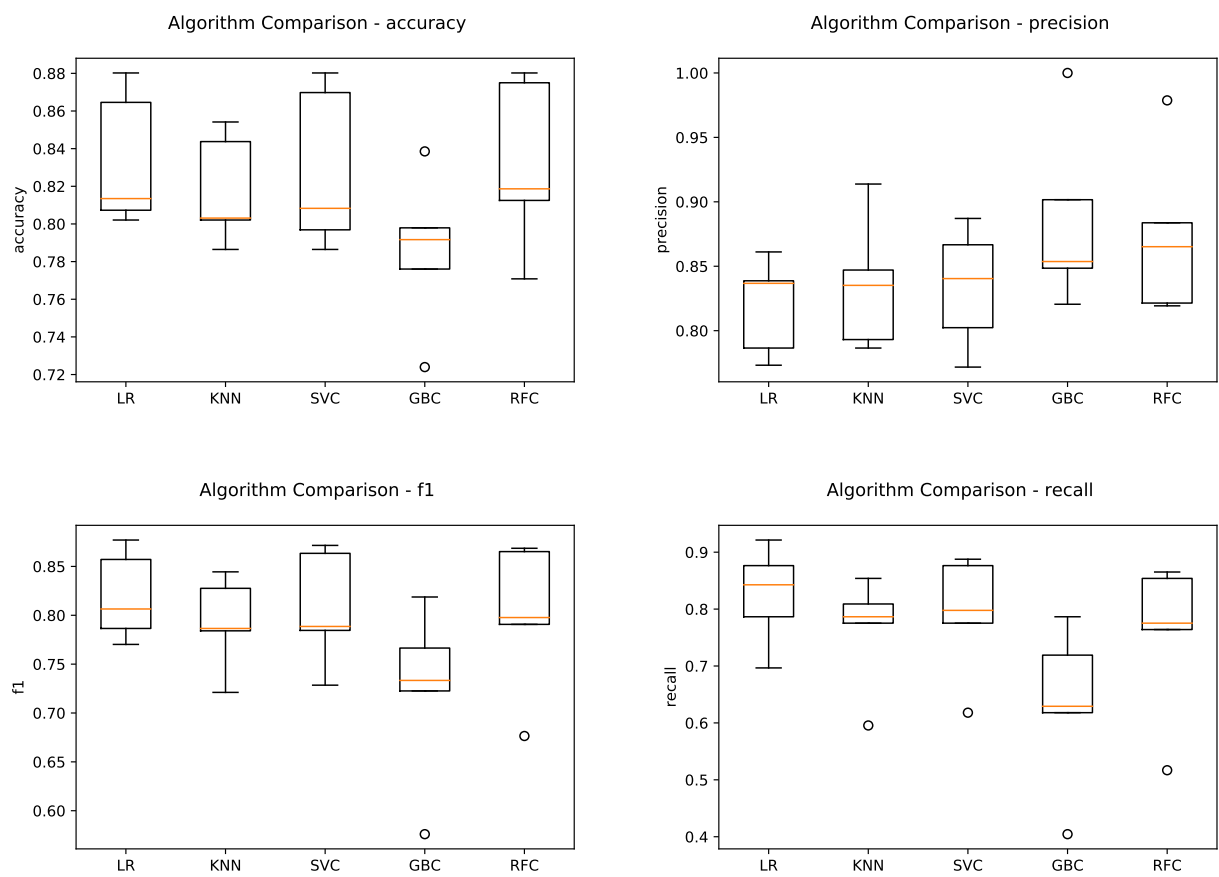 Algorithm Comparison - accuracy
0.88
0.86
0.84
0.82
0.80
0.78
0.76
0.74
0.72
accuracy
LR KNN SVC GBC RFC
Algorithm Comparison - precision
1.00
0.95
0.90
0.85
0.80
precision
LR KNN SVC GBC RFC
Algorithm Comparison - f1
0.85
0.80
0.75
0.70
0.65
0.60
f1
LR KNN SVC GBC RFC
Algorithm Comparison - recall
0.9
0.8
0.7
0.6
0.5
0.4
recall
LR KNN SVC GBC RFC